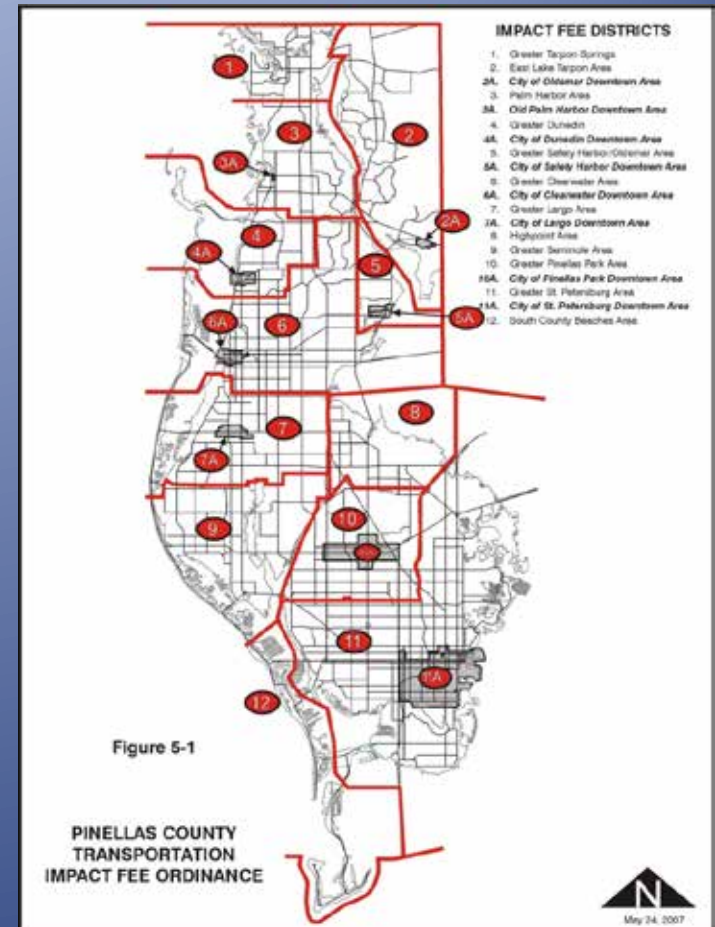 IMPACT FEE DISTRICTS
1. Greater Tarpon Springs
2. East Lake Tarpon Area
2A. City of Oldsmar Downtown Area
3. Palm Harbor Area
3A. Old Palm Harbor Downtown Area
4. Greater Dunedin
4A. City of Dunedin Downtown Area
5. Greater Safety Harbor/Oldsmar Area
5A. City of Safety Harbor Downtown Area
6. Greater Clearwater Area
6A. City of Clearwater Downtown Area
7. Greater Largo Area
7A. City of Largo Downtown Area
8. Highpoint Area
9. Greater Seminole Area
10. Greater Pinellas Park Area
10A. City of Pinellas Park Downtown Area
11. Greater St. Petersburg Area
11A. City of St. Petersburg Downtown Area
12. South County Beaches Area
1
3
2
3A
2A
4
4A
5
6
5A
6A
8
7
7A
10
9
10A
11
11A
12
Figure 5-1
PINELLAS COUNTY
TRANSPORTATION
IMPACT FEE ORDINANCE
N
May 24, 2007